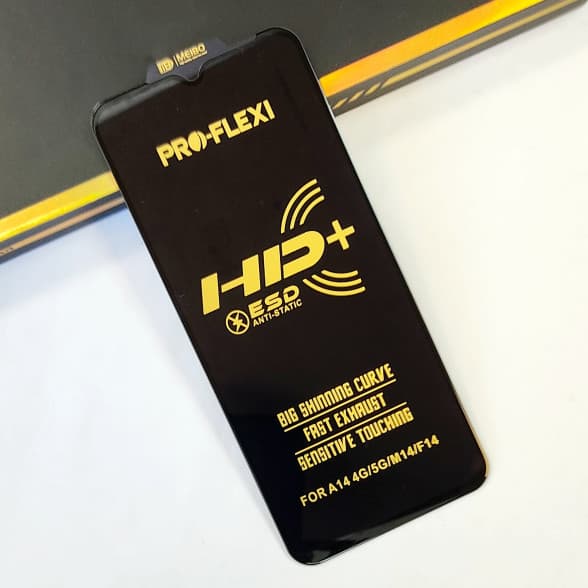 MEIBO
PRO-FLEXI
HD+
ESD
ANTI-STATIC
BIG SHINNING CURVE
FAST EXHAUST
SENSITIVE TOUCHING
FOR A14 4G/5G/M14/F14